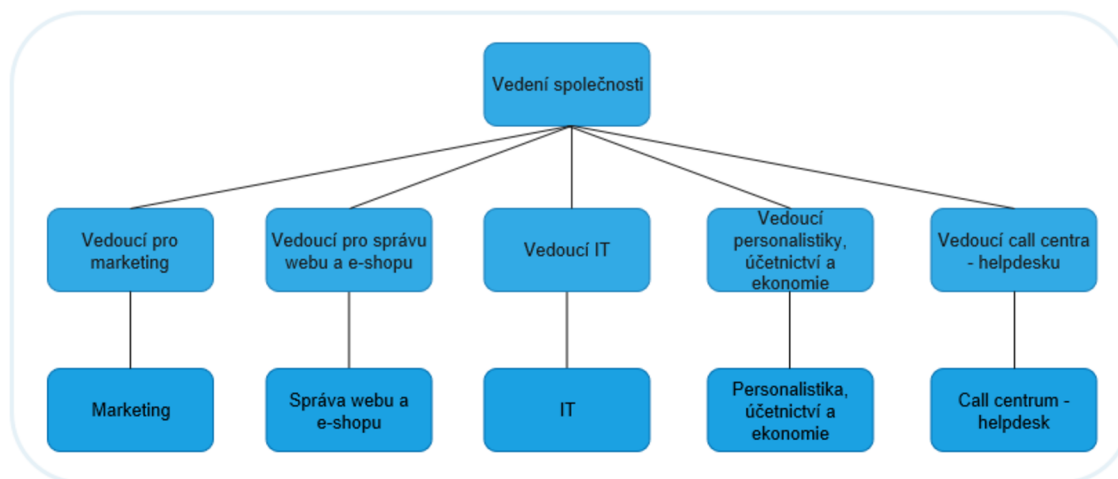 Vedení společnosti
Vedoucí pro
marketing
Vedoucí pro správu
webu a e-shopu
Vedoucí IT
Vedoucí
personalistiky,
účetnictví a
ekonomie
Vedoucí call centra
- helpdesku
Marketing
Správa webu a
e-shopu
IT
Personalistika,
účetnictví a
ekonomie
Call centrum -
helpdesk